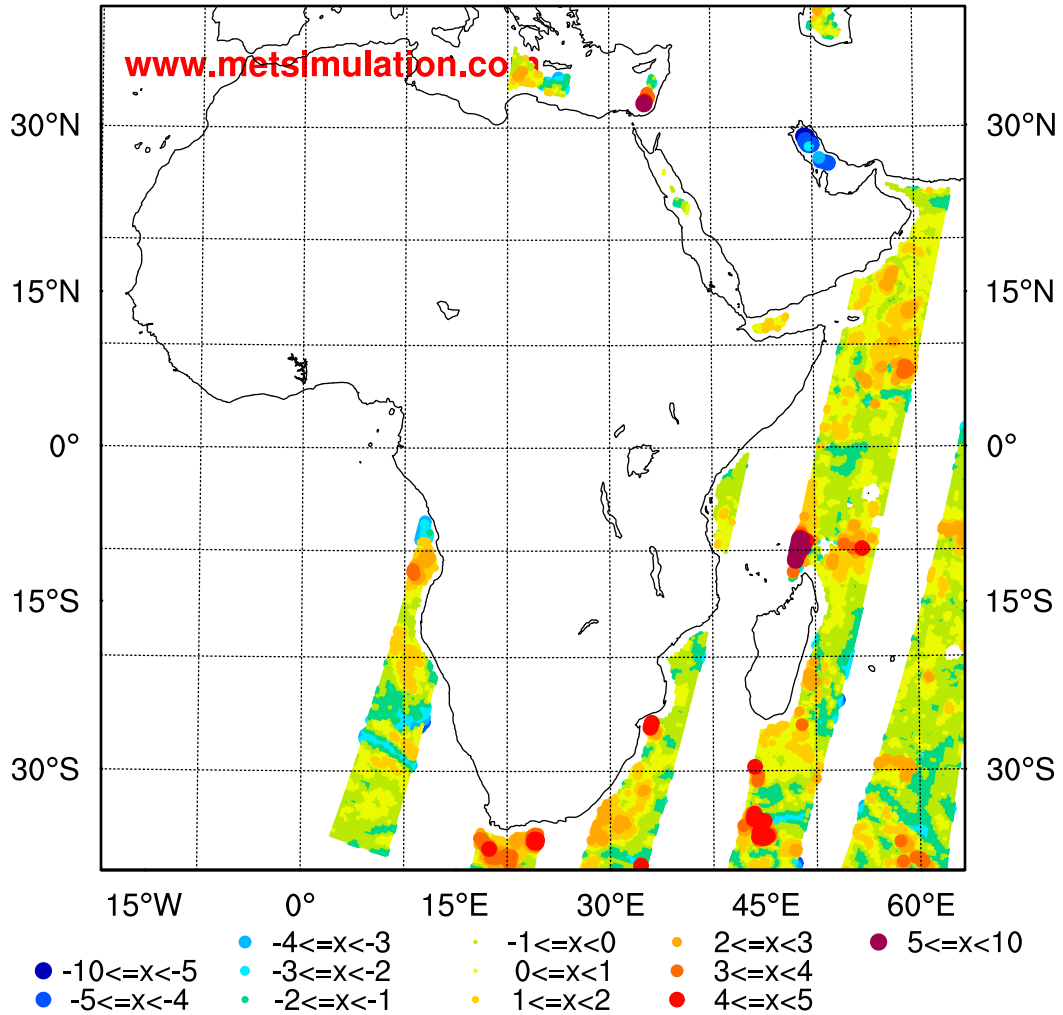 www.metsimulation.com
30°N 30°N
15°N 15°N
0° 0°
15°S 15°S
30°S 30°S
15°W 0° 15°E 30°E 45°E 60°E
-4<=x<-3 -1<=x<0 2<=x<3 5<=x<10
-10<=x<-5 -3<=x<-2 0<=x<1 3<=x<4
-5<=x<-4 -2<=x<-1 1<=x<2 4<=x<5